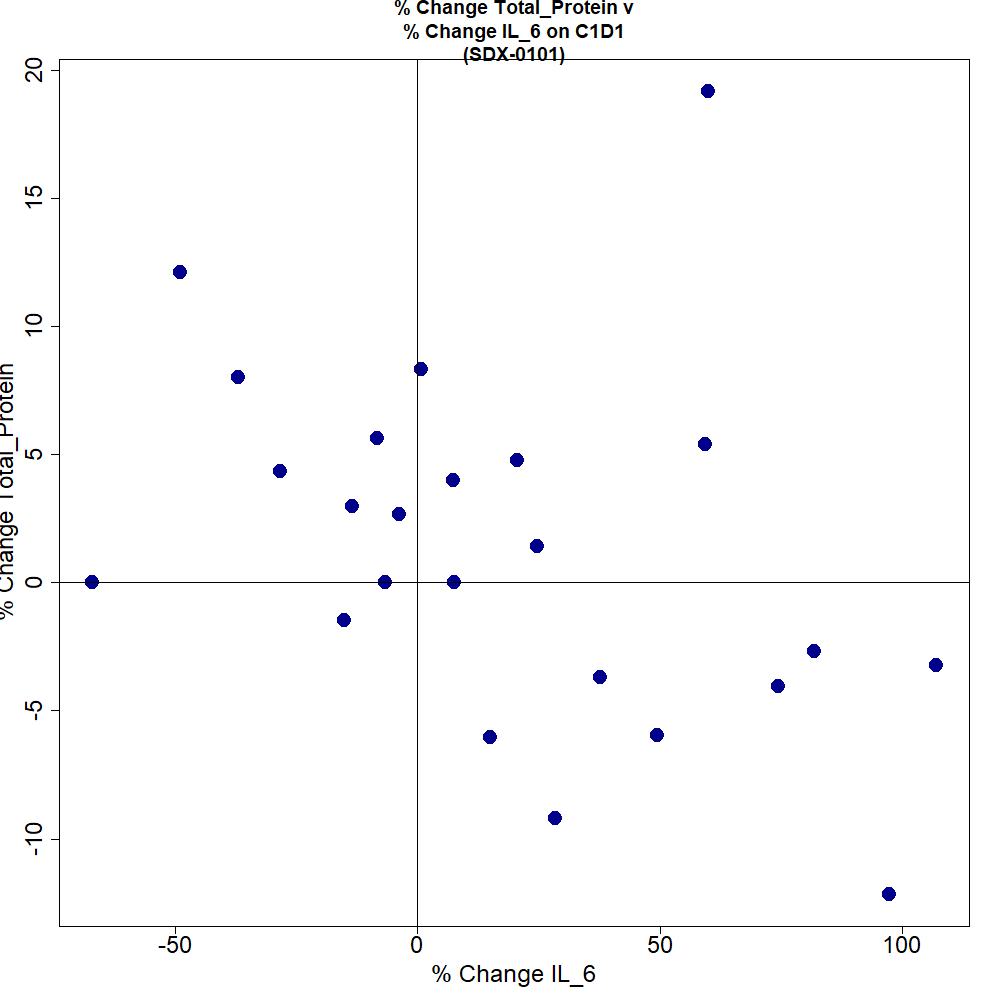 % Change Total_Protein v
% Change IL_6 on C1D1
(SDX-0101)
20
15
10
5
0
-5
-10
% Change Total_Protein
-50
0
50
100
% Change IL_6